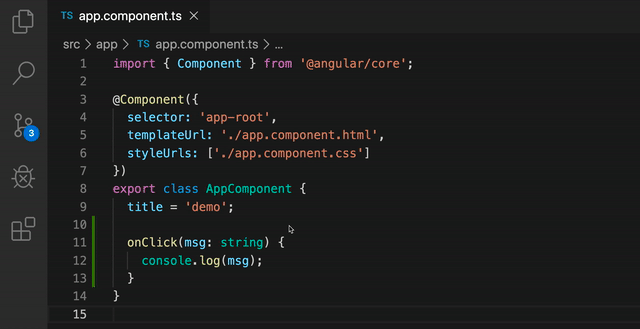 TS app.component.ts ×
src > app > TS app.component.ts > ...
1 import { Component } from '@angular/core';
2
3 @Component({
4 selector: 'app-root',
5 templateUrl: './app.component.html',
6 styleUrls: ['./app.component.css']
7 })
8 export class AppComponent {
9 title = 'demo';
10
11 onClick(msg: string) {
12 console.log(msg);
13 }
14 }
15
3